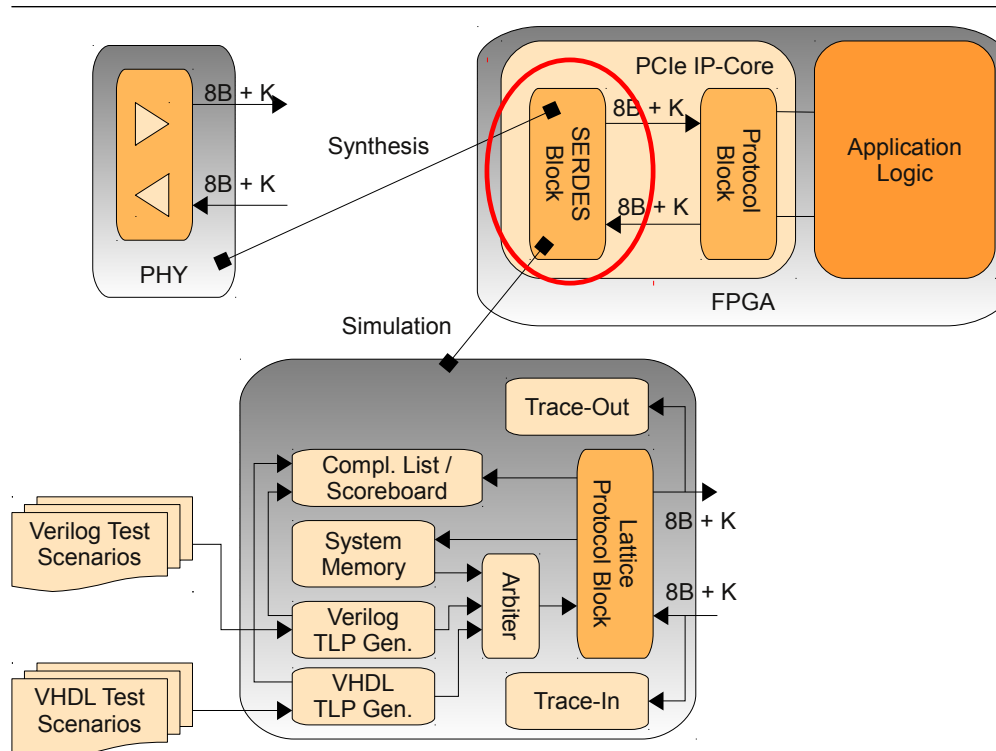 PCIe IP-Core
8B + K
8B + K
8B + K
8B + K
SERDES
Block
Protocol
Block
Application
Logic
Synthesis
PHY
FPGA
Simulation
Trace-Out
Compl. List /
Scoreboard
Lattice
Protocol Block
8B + K
Verilog Test
Scenarios
System
Memory
Arbiter
8B + K
Verilog
TLP Gen.
VHDL Test
Scenarios
VHDL
TLP Gen.
Trace-In